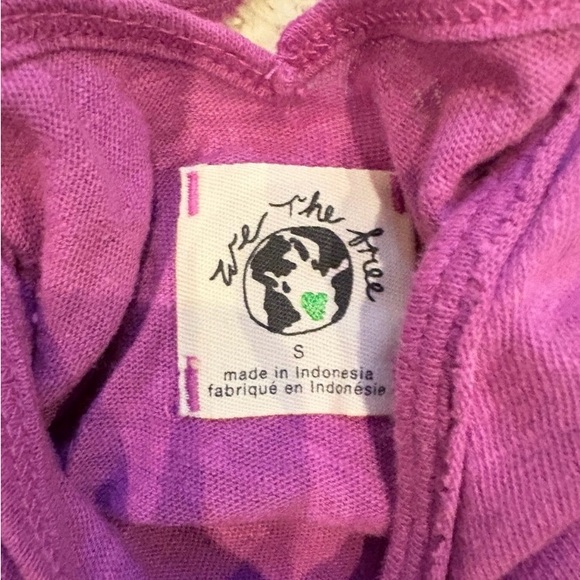 We The free
S
made in Indonesia
fabriqué en Indonésie